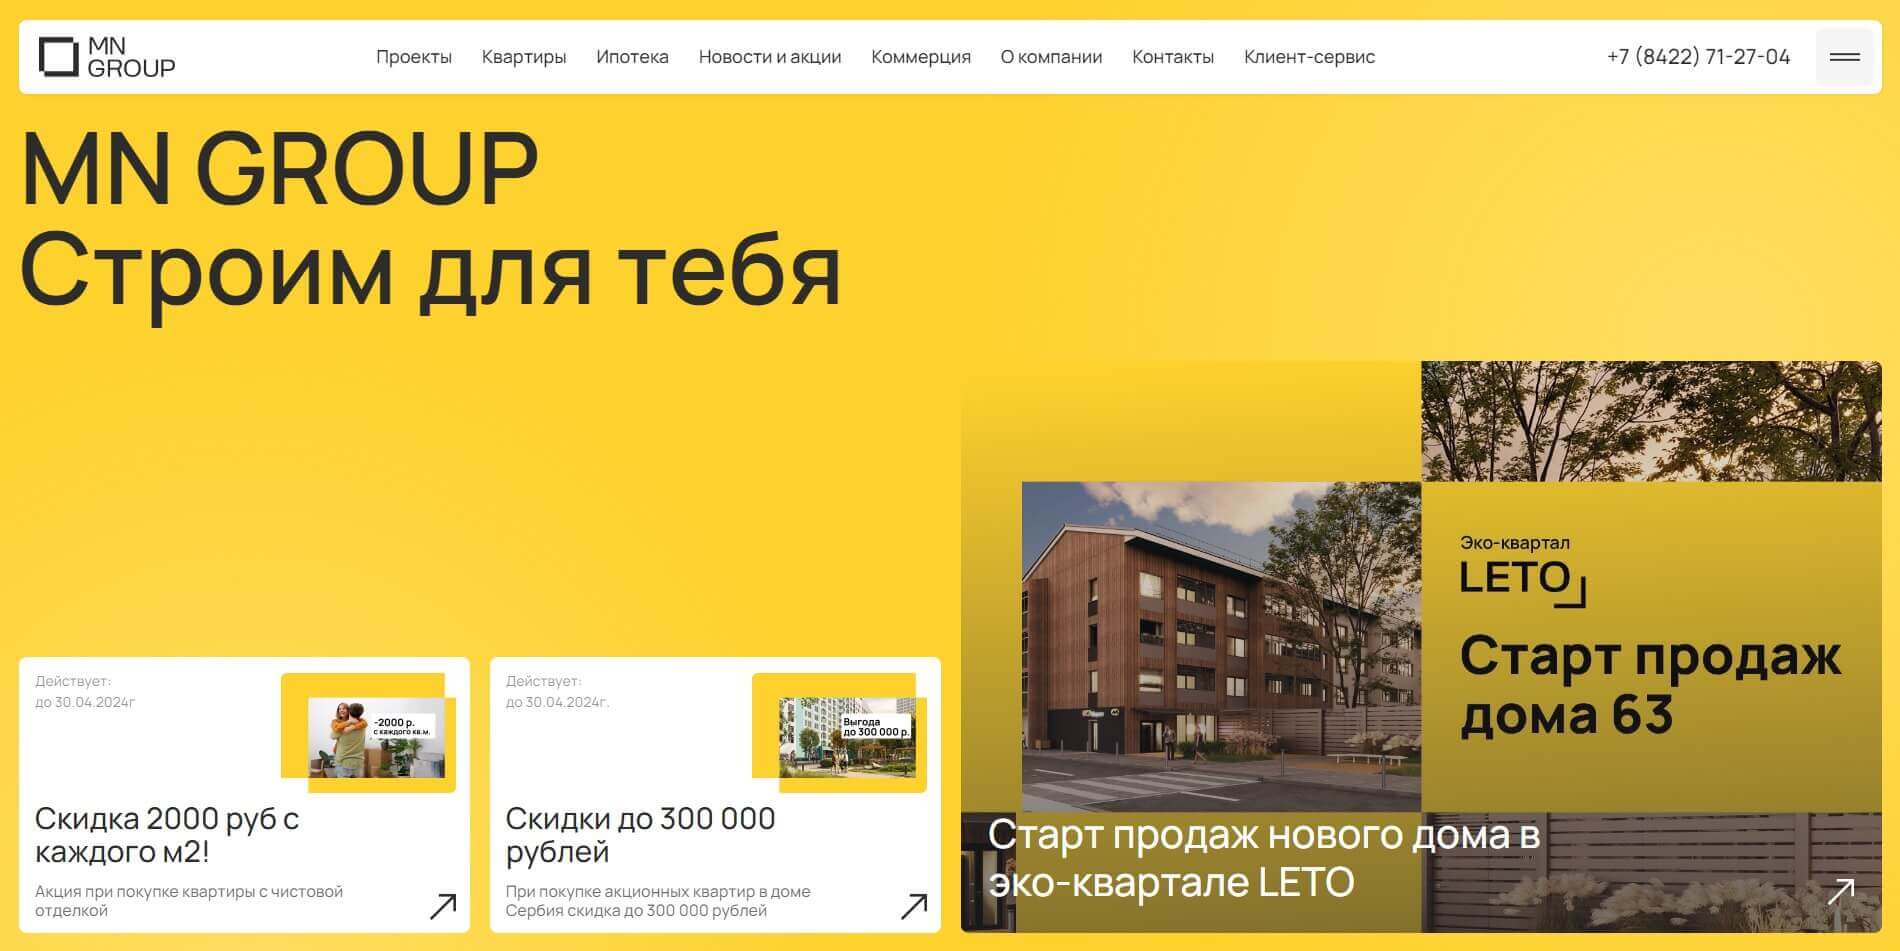 MN
GROUP
Проекты Квартиры Ипотека Новости и акции Коммерция О компании Контакты Клиент-сервис
+7 (8422) 71-27-04
MN GROUP
Строим для тебя
Действует:
до 30.04.2024г
-2000 р.
с каждого кв.м.
Скидка 2000 руб с
каждого м2!
Акция при покупке квартиры с чистовой
отделкой
Действует:
до 30.04.2024г.
Выгода
до 300 000 р.
Скидки до 300 000
рублей
При покупке акционных квартир в доме
Сербия скидка до 300 000 рублей
Эко-квартал
LETO
Старт продаж
дома 63
Старт продаж нового дома в
эко-квартале LETO